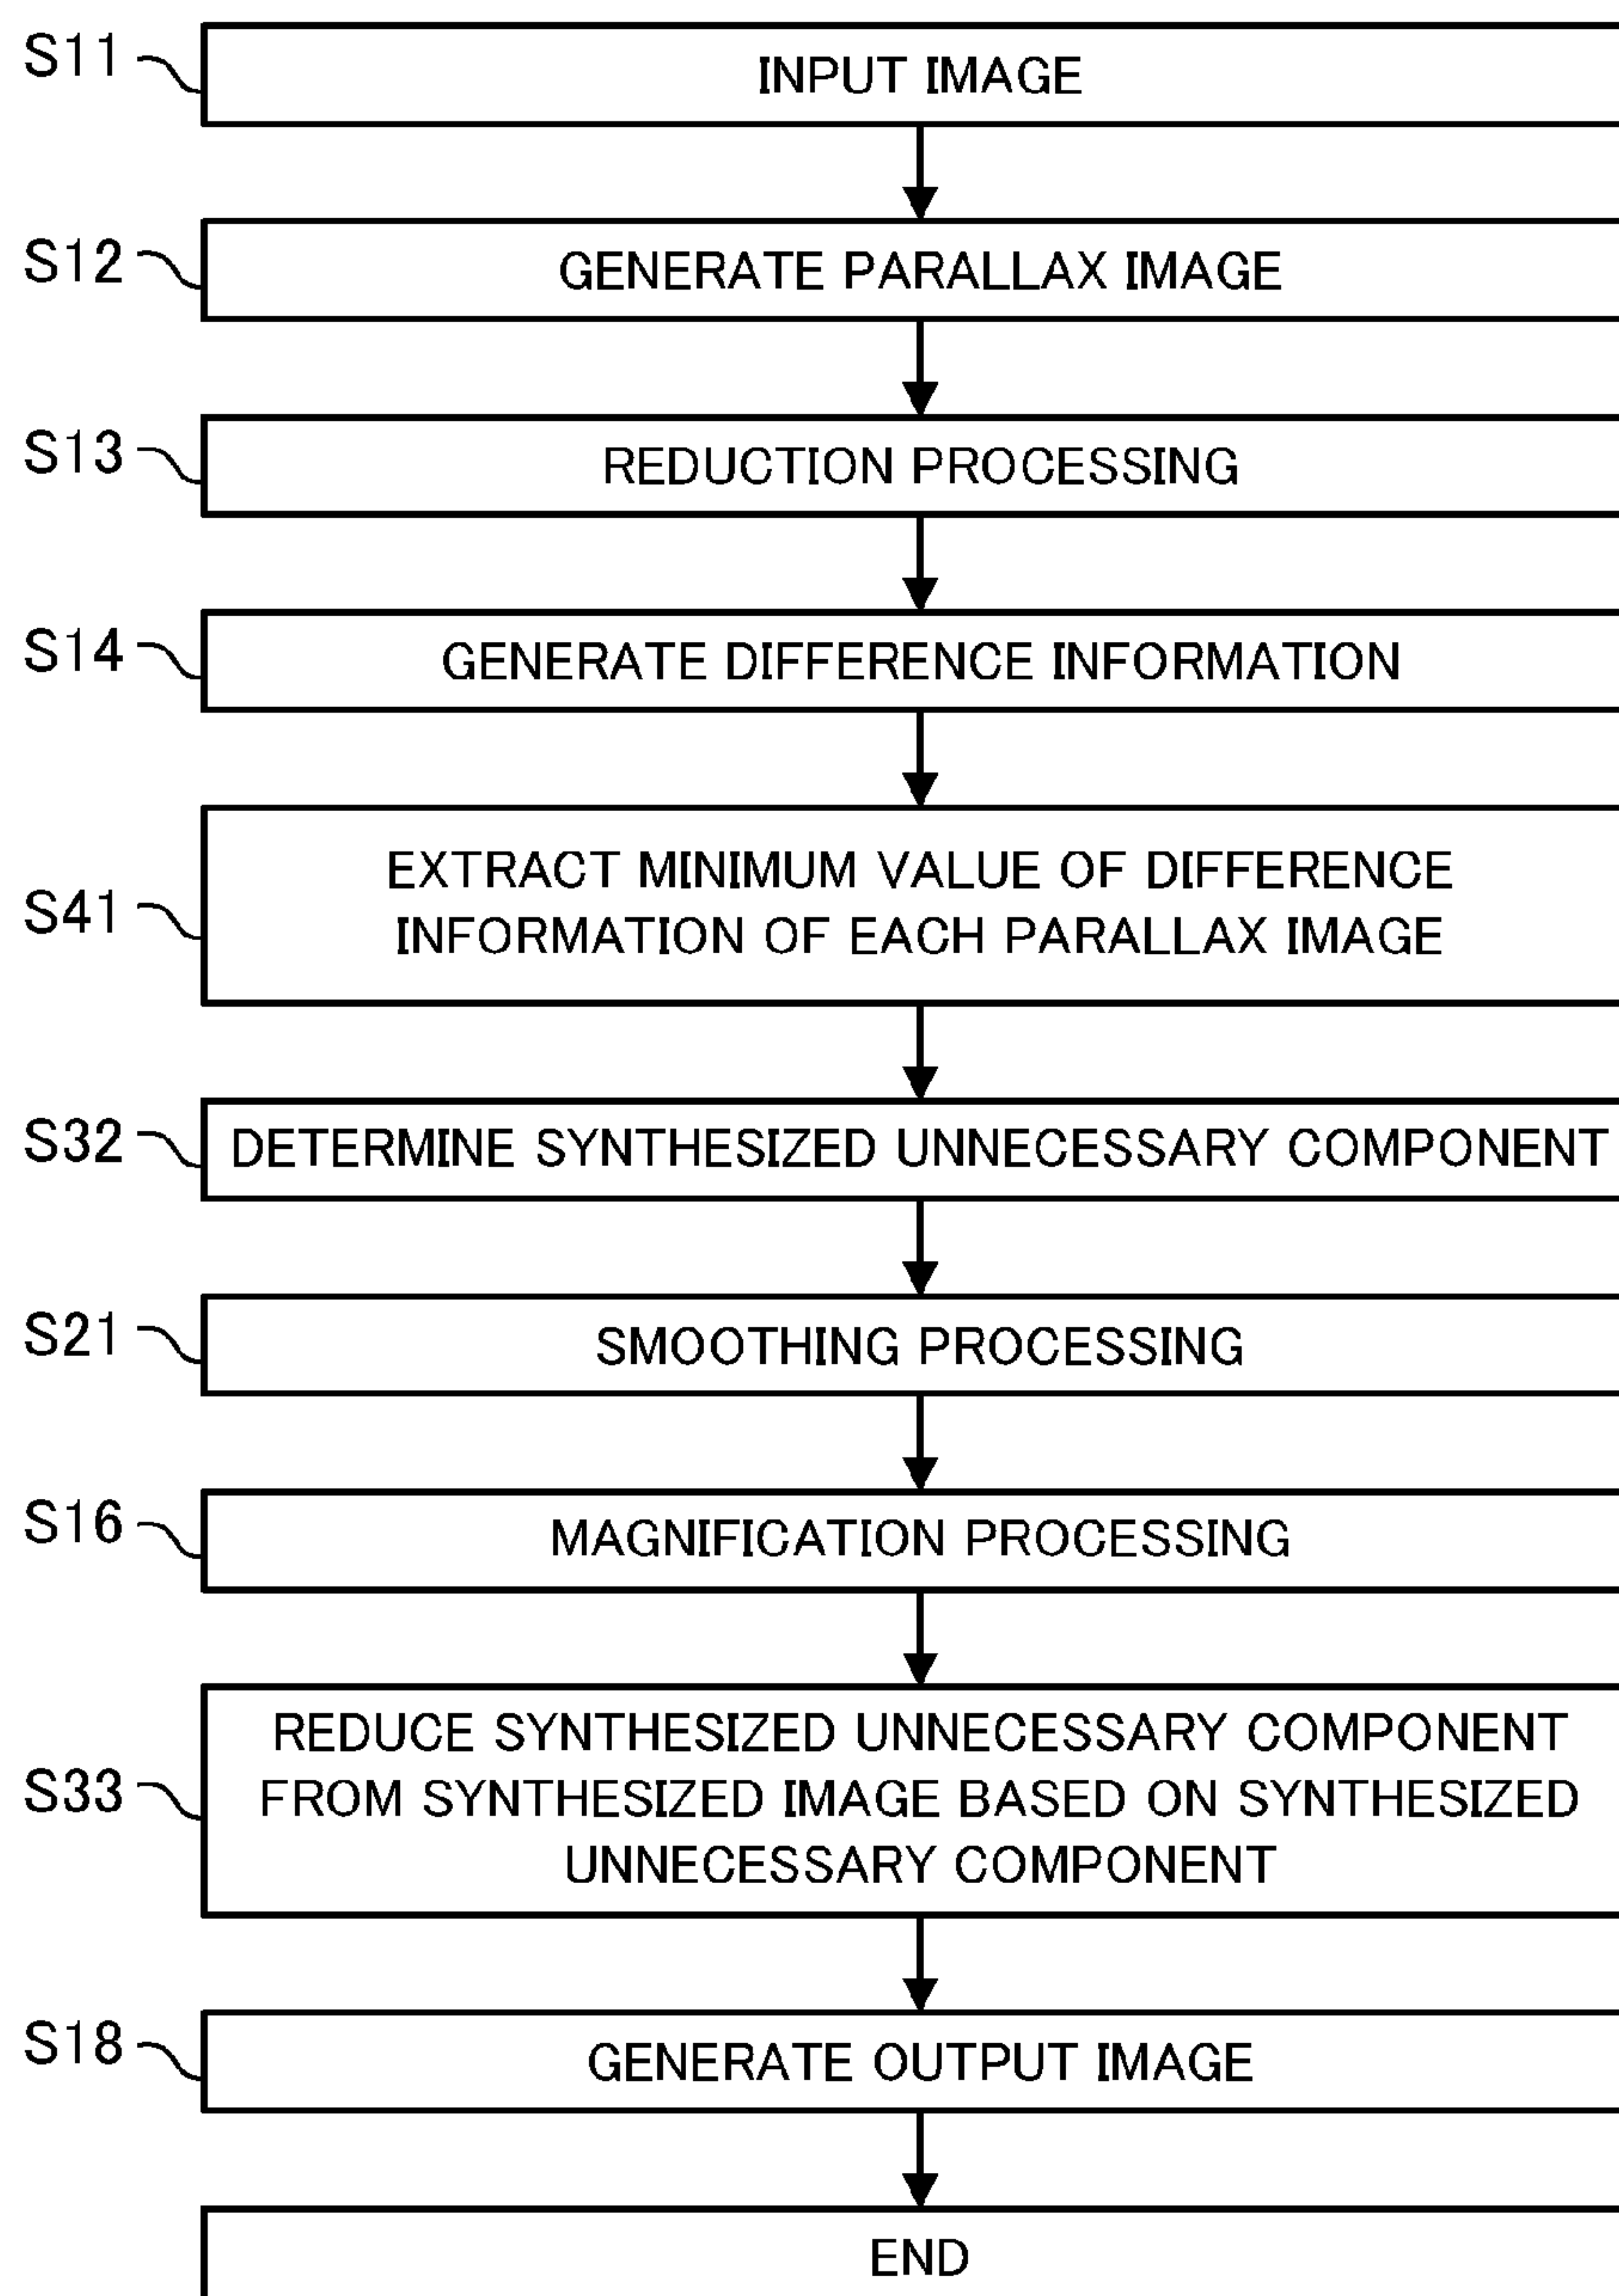 S11
INPUT IMAGE
S12
GENERATE PARALLAX IMAGE
S13
REDUCTION PROCESSING
S14
GENERATE DIFFERENCE INFORMATION
S41
EXTRACT MINIMUM VALUE OF DIFFERENCE
INFORMATION OF EACH PARALLAX IMAGE
S32
DETERMINE SYNTHESIZED UNNECESSARY COMPONENT
S21
SMOOTHING PROCESSING
S16
MAGNIFICATION PROCESSING
S33
REDUCE SYNTHESIZED UNNECESSARY COMPONENT
FROM SYNTHESIZED IMAGE BASED ON SYNTHESIZED
UNNECESSARY COMPONENT
S18
GENERATE OUTPUT IMAGE
END